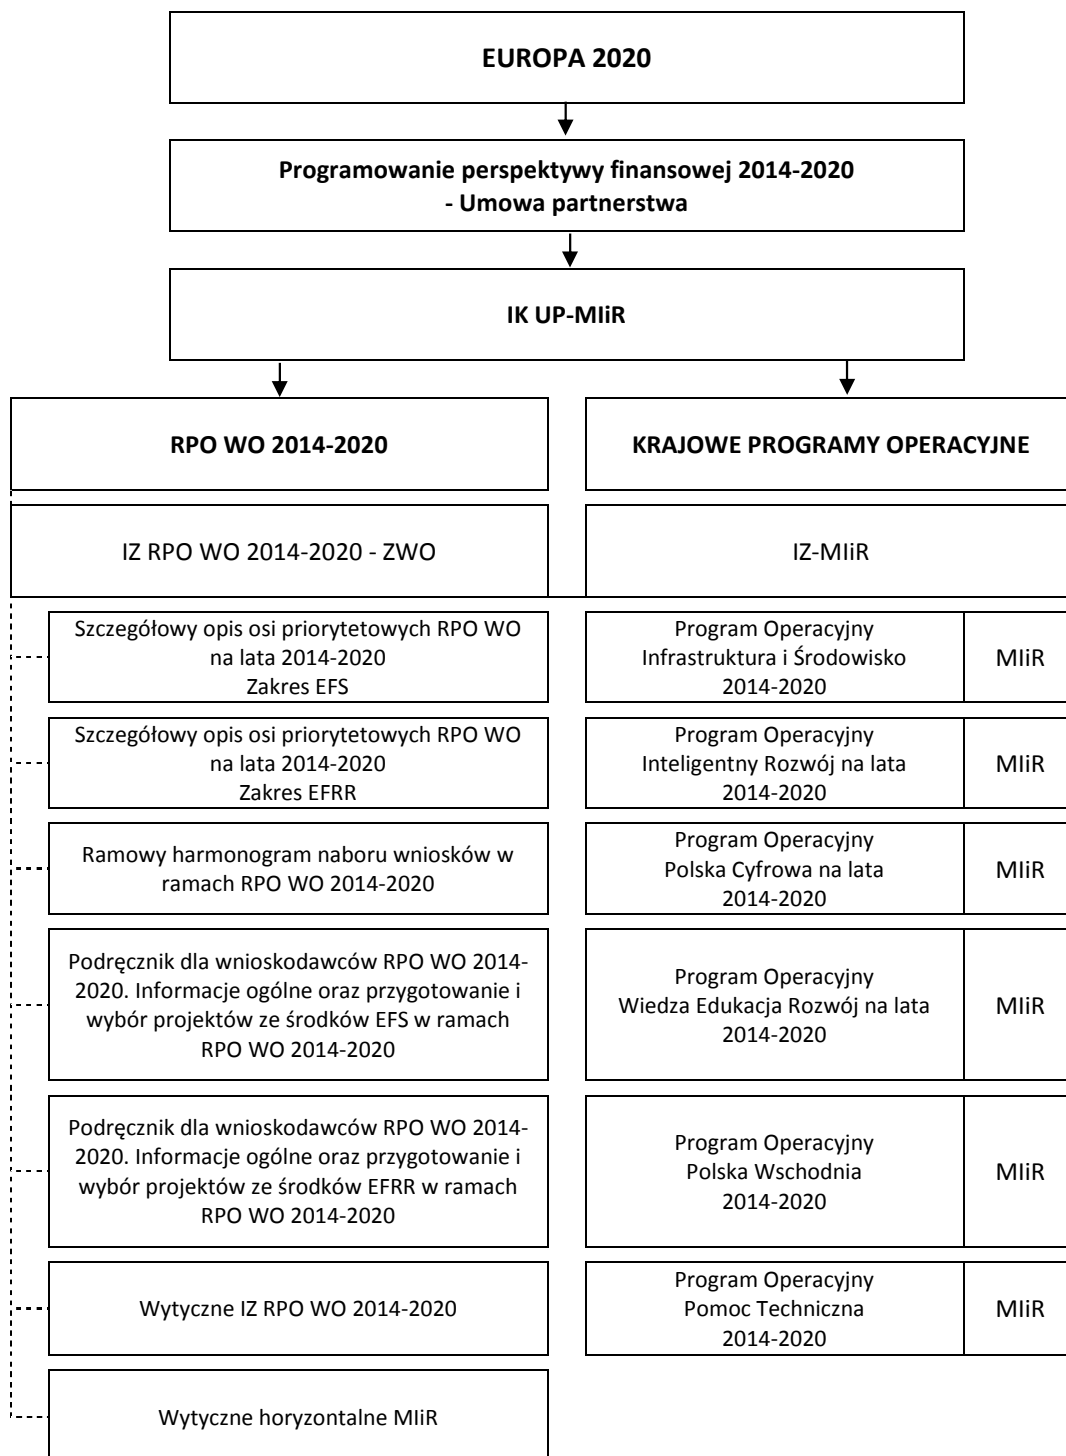 EUROPA 2020
Programowanie perspektywy finansowej 2014-2020
- Umowa partnerstwa
IK UP-MIiR
RPO WO 2014-2020
KRAJOWE PROGRAMY OPERACYJNE
IZ RPO WO 2014-2020 - ZWO
IZ-MIiR
Szczegółowy opis osi priorytetowych RPO WO
na lata 2014-2020
Zakres EFS
Program Operacyjny
Infrastruktura i Środowisko
2014-2020
MIiR
Szczegółowy opis osi priorytetowych RPO WO
na lata 2014-2020
Zakres EFRR
Program Operacyjny
Inteligentny Rozwój na lata
2014-2020
MIiR
Ramowy harmonogram naboru wniosków w
ramach RPO WO 2014-2020
Program Operacyjny
Polska Cyfrowa na lata
2014-2020
MIiR
Podręcznik dla wnioskodawców RPO WO 2014-
2020. Informacje ogólne oraz przygotowanie i
wybór projektów ze środków EFS w ramach
RPO WO 2014-2020
Program Operacyjny
Wiedza Edukacja Rozwój na lata
2014-2020
MIiR
Podręcznik dla wnioskodawców RPO WO 2014-
2020. Informacje ogólne oraz przygotowanie i
wybór projektów ze środków EFRR w ramach
RPO WO 2014-2020
Program Operacyjny
Polska Wschodnia
2014-2020
MIiR
Wytyczne IZ RPO WO 2014-2020
Program Operacyjny
Pomoc Techniczna
2014-2020
MIiR
Wytyczne horyzontalne MIiR